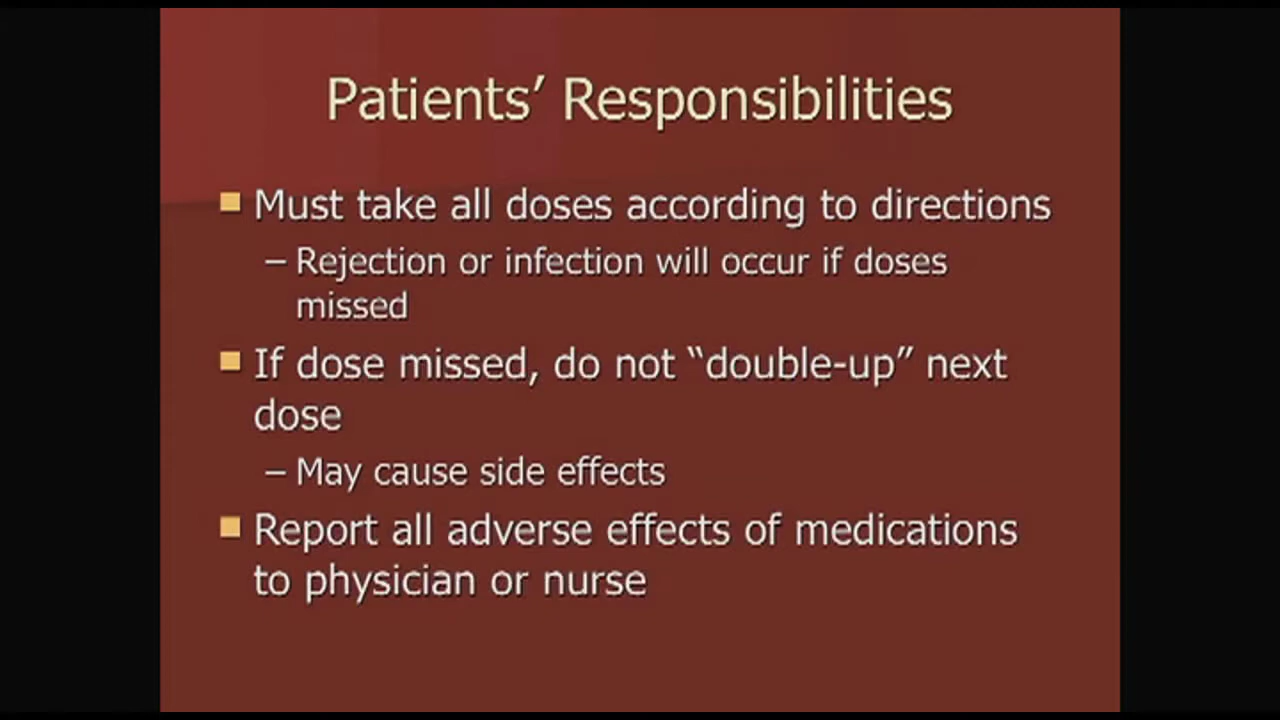 Patients’ Responsibilities
Must take all doses according to directions
– Rejection or infection will occur if doses
missed
If dose missed, do not “double-up” next
dose
– May cause side effects
Report all adverse effects of medications
to physician or nurse